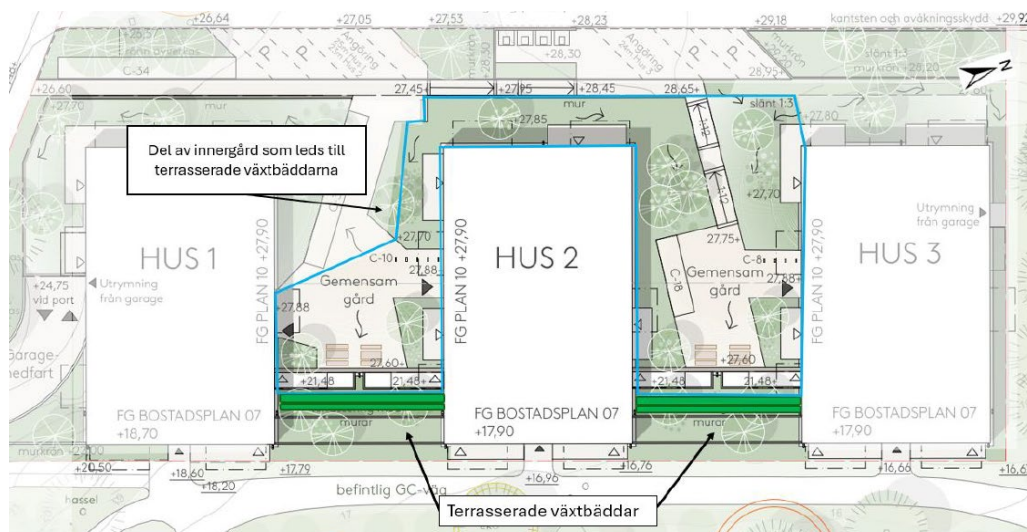 +26,64
+27,05
+27,53
+28,23
+29,18
kantsten och avåkningsskydd
+29,92
P P
Angöring
Angöring
P P
C-34
murkrön
+28,30
+28,30
28,95+
slänt 1:3
murkrön +28,20
Z
+26,60
+27,70
mur
27,45+
+27,95
+28,45
28,65+
mur
+27,85
slänt 1:3
+27,80
1:12
1:12
Del av innergård som leds till
terrasserade växtbäddarna
HUS 1
FG PLAN 10 +27,90
Utrymning
från garage
+24,75
vid port
+27,70
C-10
27,88+
Gemensam
gård
+27,88
27,60+
HUS 2
FG PLAN 10 +27,90
+27,70
27,75+
C-18
C-8
27,88+
Gemensam
gård
27,60+
HUS 3
FG PLAN 10 +27,90
Utrymning
från garage
Garage-
nedfart
+21,48
21,48+
+21,48
21,48+
FG BOSTADSPLAN 07
+18,70
murar
FG BOSTADSPLAN 07
+17,90
murar
FG BOSTADSPLAN 07
+17,90
+20,50
+18,60
+18,20
+17,79
+16,96
+16,76
+16,66
hassel
befintlig GC-väg
Terrasserade växtbäddar